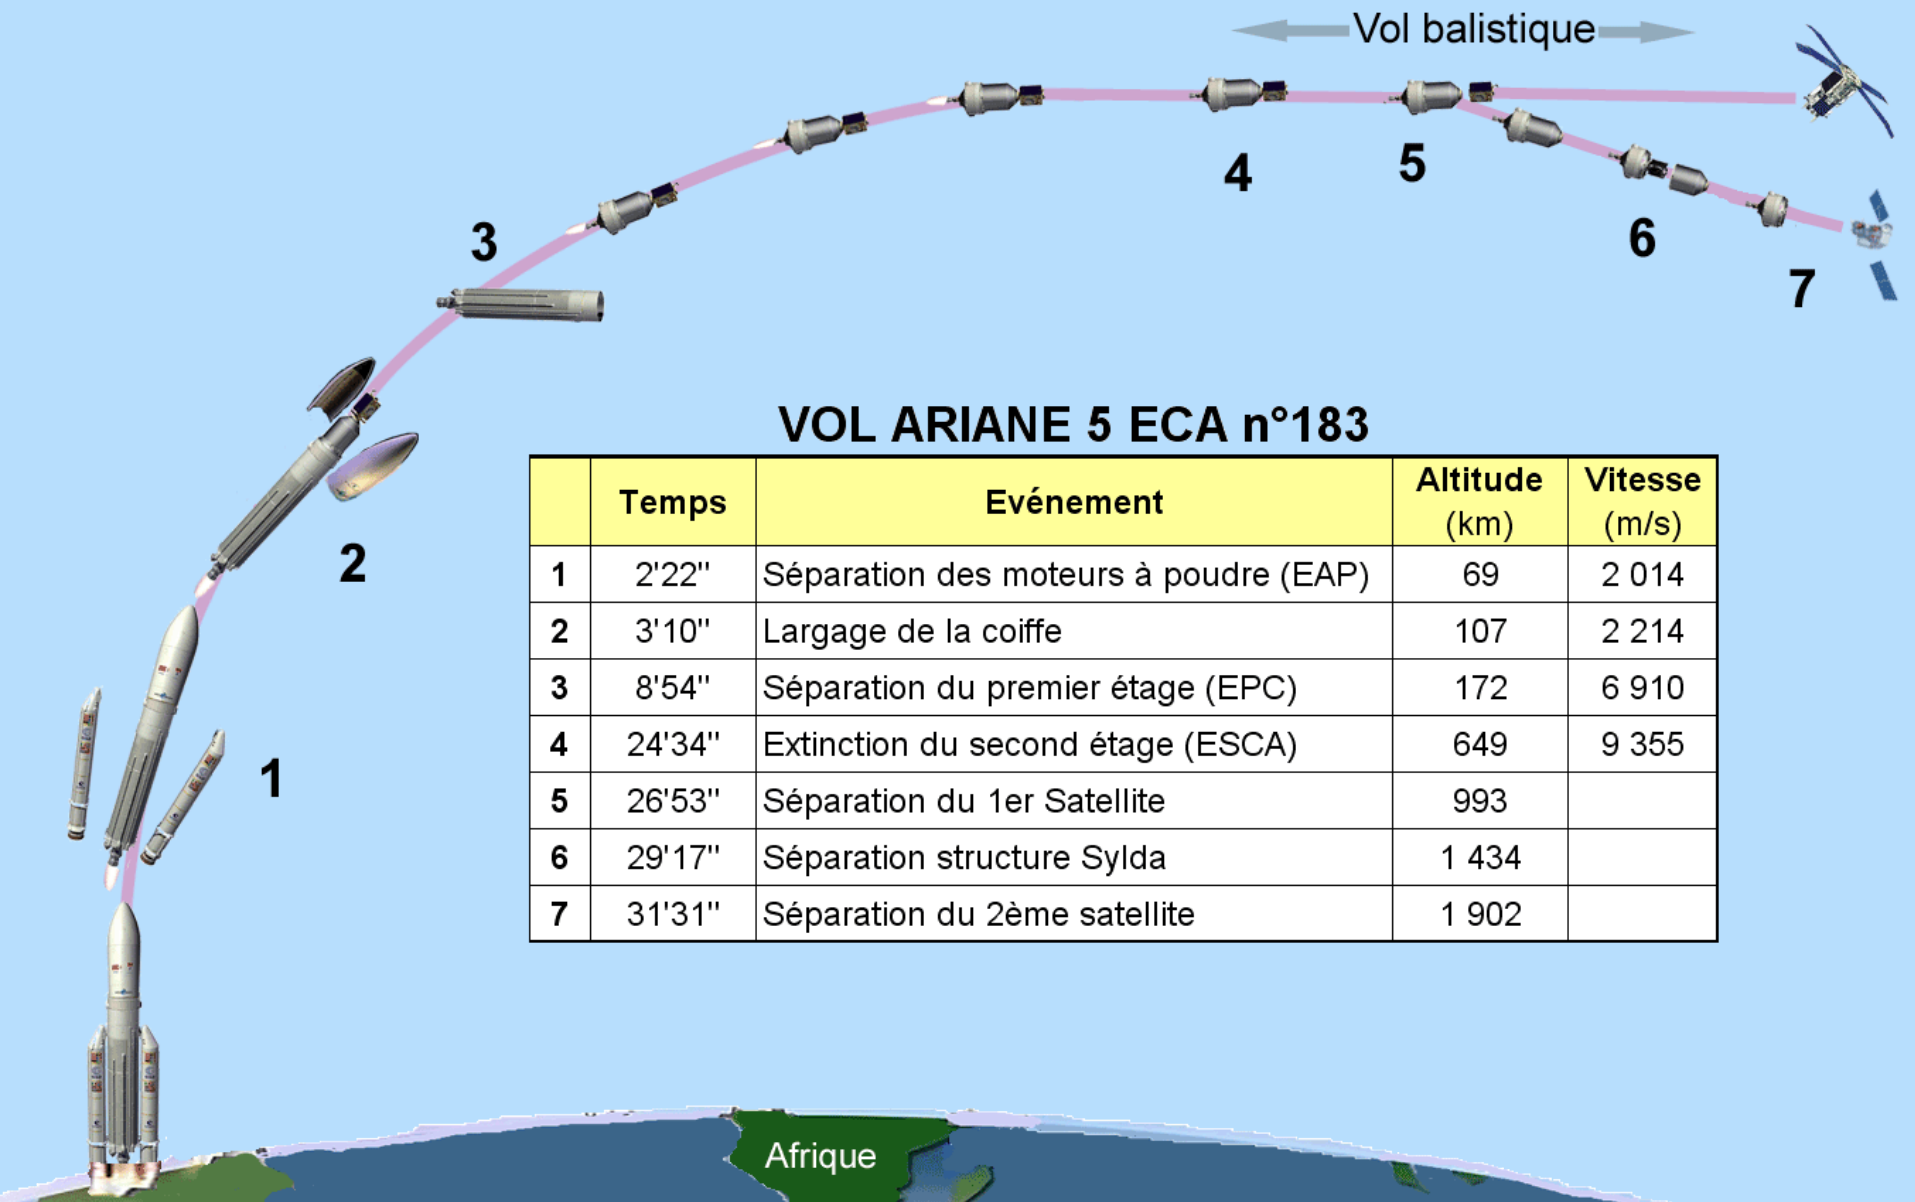 Vol balistique
4
5
3
6
7
VOL ARIANE 5 ECA n°183
Temps Evénement Altitude (km) Vitesse (m/s)
1 2'22" Séparation des moteurs à poudre (EAP) 69 2 014
2 3'10" Largage de la coiffe 107 2 214
3 8'54" Séparation du premier étage (EPC) 172 6 910
4 24'34" Extinction du second étage (ESCA) 649 9 355
5 26'53" Séparation du 1er Satellite 993
6 29'17" Séparation structure Sylda 1 434
7 31'31" Séparation du 2ème satellite 1 902
2
1
Afrique